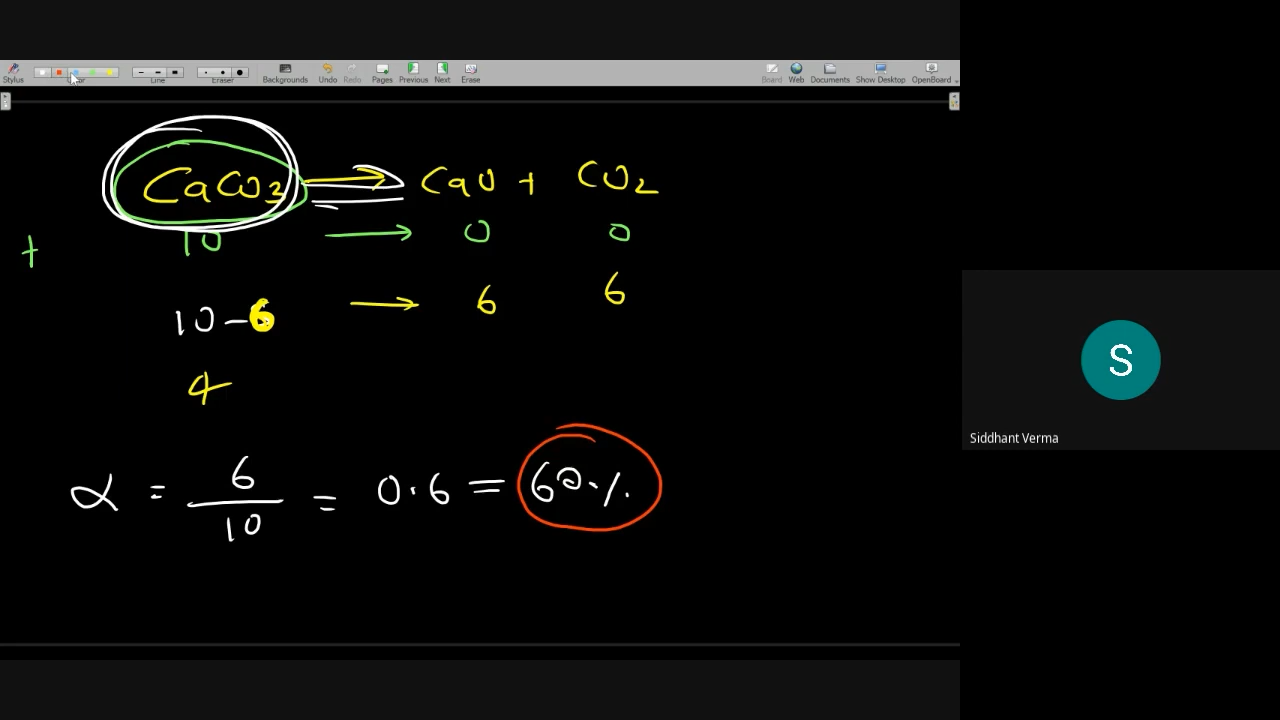 Stylus Color Line Eraser Backgrounds Undo Redo Pages Previous Next Erase Board Web Documents Show Desktop OpenBoard
CaCO3 → CaO + CO2
+ 10 → 0 0
10-6 → 6 6
4
α = 6/10 = 0.6 = 60%
S
Siddhant Verma